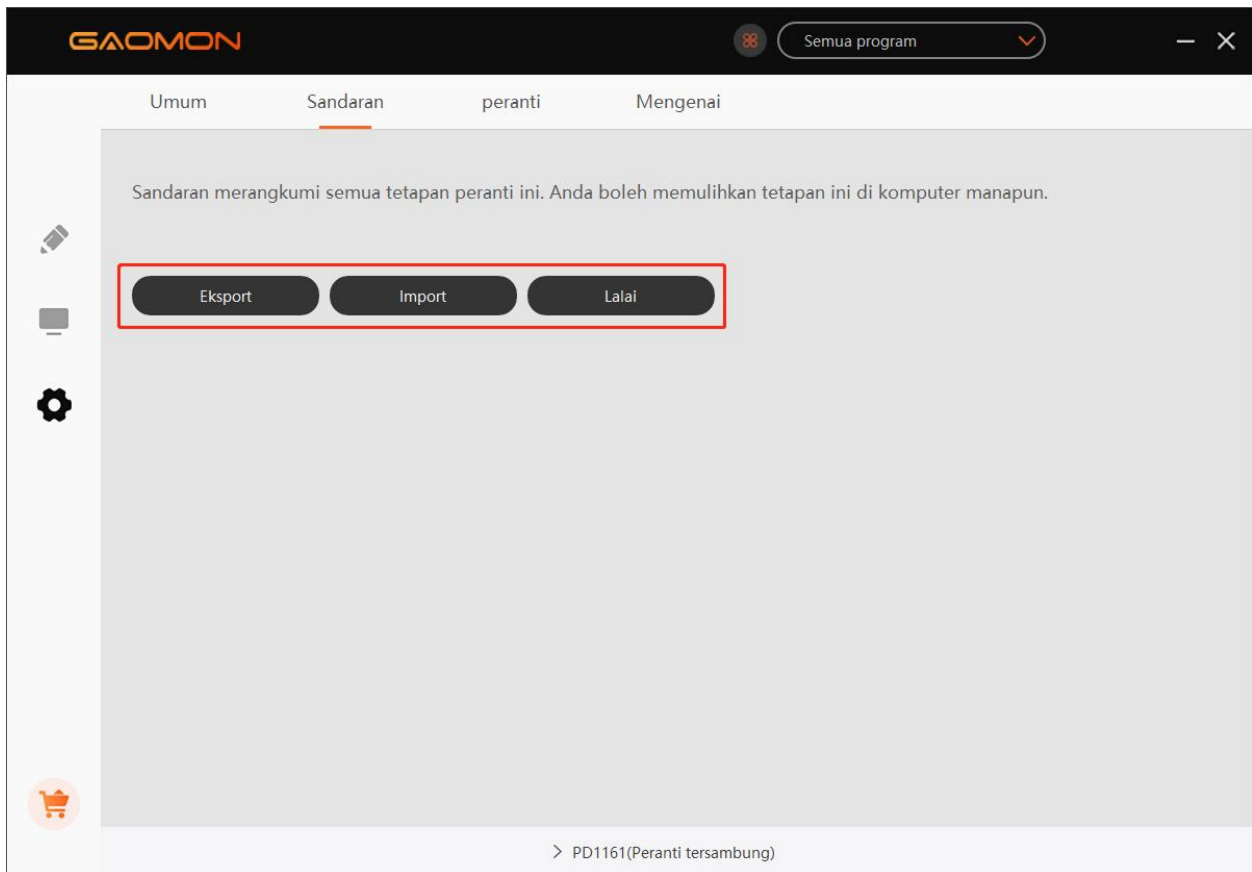 GAOMON
Semua program
Umum Sandaran peranti Mengenai
Sandaran merangkumi semua tetapan peranti ini. Anda boleh memulihkan tetapan ini di komputer manapun.
Eksport Import Lalai
PD1161(Peranti tersambung)